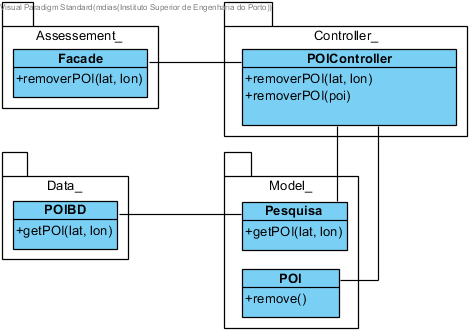 Visual Paradigm Standard(mdias(Instituto Superior de Engenharia do Porto))
Assessement_
Facade
+removerPOI(lat, lon)
Controller_
POIController
+removerPOI(lat, lon)
+removerPOI(poi)
Data_
POIBD
+getPOI(lat, lon)
Model_
Pesquisa
+getPOI(lat, lon)
POI
+remove()